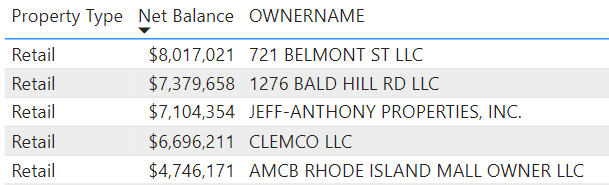 Property Type Net Balance OWNERNAME
Retail $8,017,021 721 BELMONT ST LLC
Retail $7,379,658 1276 BALD HILL RD LLC
Retail $7,104,354 JEFF-ANTHONY PROPERTIES, INC.
Retail $6,696,211 CLEMCO LLC
Retail $4,746,171 AMCB RHODE ISLAND MALL OWNER LLC